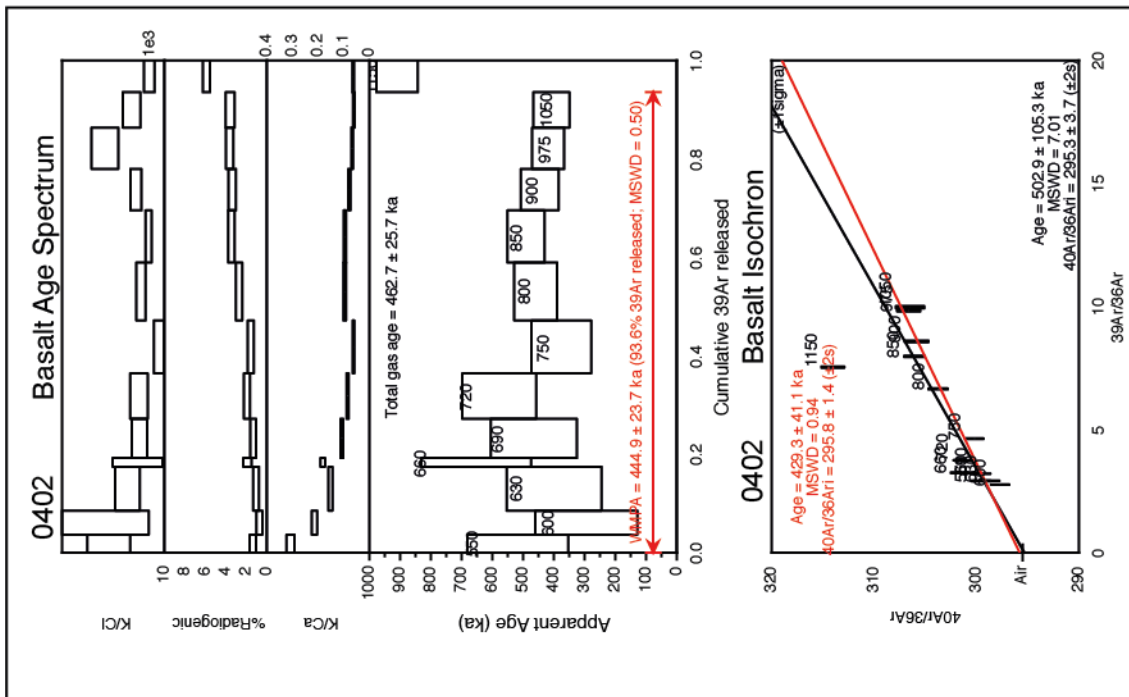 0402 Basalt Age Spectrum
K/Cl
1e3
10
%Radiogenic
8
6
4
2
0
K/Ca
0.4
0.3
0.2
0.1
0
Total gas age = 462.7 ± 25.7 ka
Apparent Age (ka)
1000
900
800
700
600
500
400
300
200
100
0
550
600
630
660
690
720
750
800
850
900
975
1050
WMPA = 444.9 ± 23.7 ka (93.6% 39Ar released; MSWD = 0.50)
0.0
0.2
0.4
0.6
0.8
1.0
Cumulative 39Ar released
0402 Basalt Isochron
(±1sigma)
Age = 429.3 ± 41.1 ka
MSWD = 0.94
40Ar/36Ari = 295.8 ± 1.4 (±2s)
Age = 502.9 ± 105.3 ka
MSWD = 7.01
40Ar/36Ari = 295.3 ± 3.7 (±2s)
40Ar/36Ar
320
310
300
Air
290
660
720
750
800
850
900
1050
1150
0
5
10
15
20
39Ar/36Ar